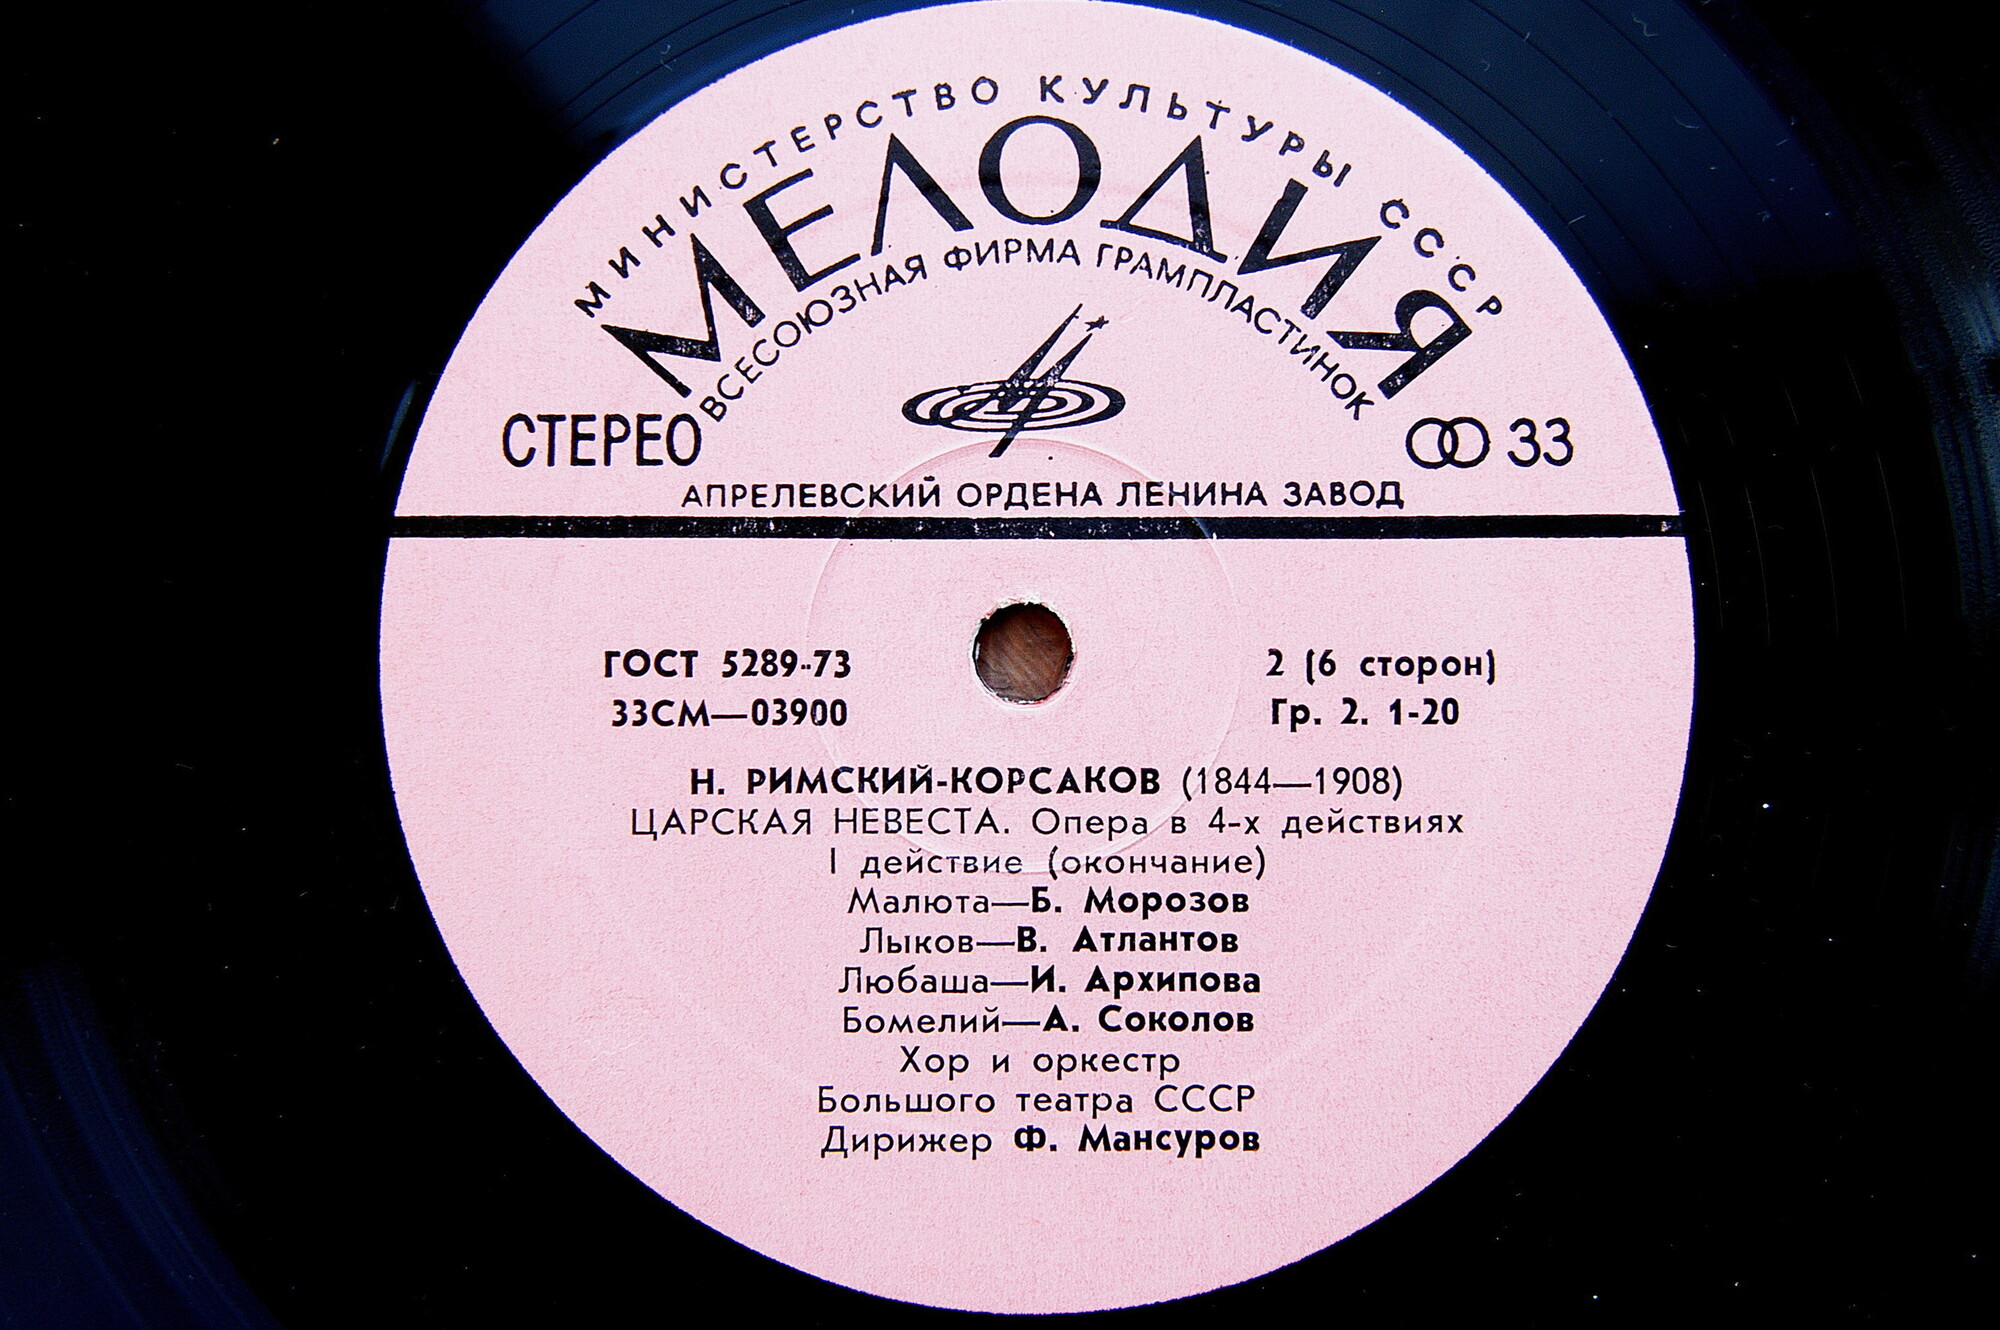 МИНИСТЕРСТВО КУЛЬТУРЫ СССР
МЕЛОДИЯ
ВСЕСОЮЗНАЯ ФИРМА ГРАМПЛАСТИНОК
СТЕРЕО
33
АПРЕЛЕВСКИЙ ОРДЕНА ЛЕНИНА ЗАВОД
ГОСТ 5289-73
2 (6 сторон)
33СМ—03900
Гр. 2. 1-20
Н. РИМСКИЙ-КОРСАКОВ (1844—1908)
ЦАРСКАЯ НЕВЕСТА. Опера в 4-х действиях
I действие (окончание)
Малюта—Б. Морозов
Лыков—В. Атлантов
Любаша—И. Архипова
Бомелий—А. Соколов
Хор и оркестр
Большого театра СССР
Дирижер Ф. Мансуров